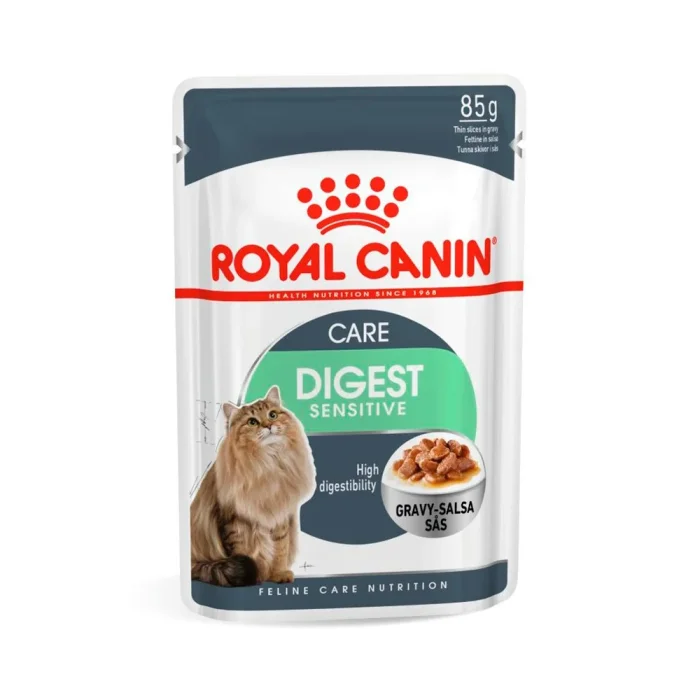 85g
Thin slices in gravy
Fettine in salsa
Tunna skivor i sås
ROYAL CANIN®
HEALTH NUTRITION SINCE 1968
CARE
DIGEST
SENSITIVE
High
digestibility
GRAVY-SALSA
SÅS
FELINE CARE NUTRITION